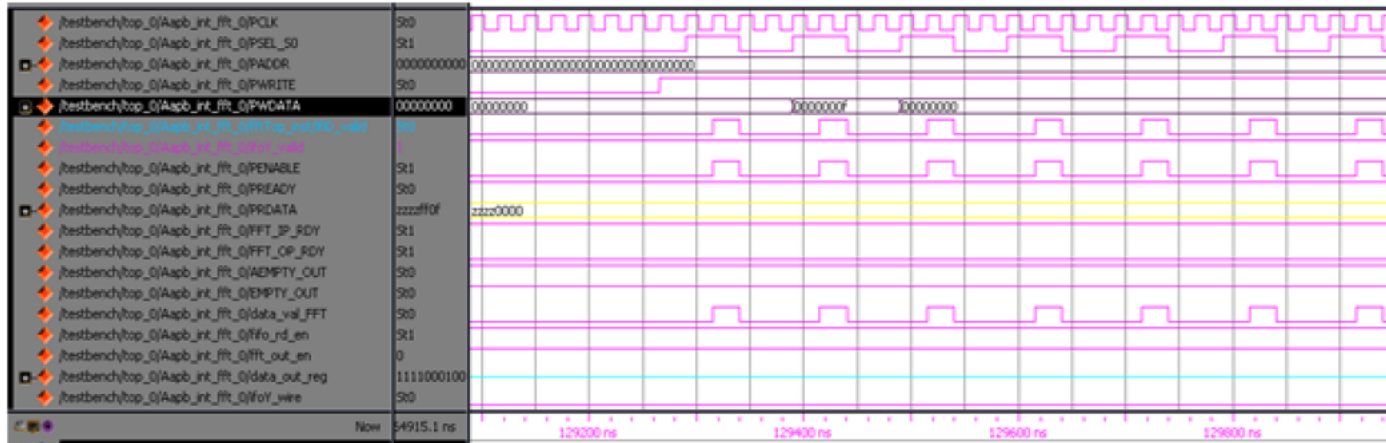 /testbench/top_0/Aapb_int_fft_0/PCLK St0
/testbench/top_0/Aapb_int_fft_0/PSEL_S0 St1
/testbench/top_0/Aapb_int_fft_0/PADDR 0000000000 00000000000000000000000000000000
/testbench/top_0/Aapb_int_fft_0/PWRITE St0
/testbench/top_0/Aapb_int_fft_0/PWDATA 00000000 00000000 0000000f 00000000
/testbench/top_0/Aapb_int_fft_0/PENABLE St1
/testbench/top_0/Aapb_int_fft_0/PREADY St0
/testbench/top_0/Aapb_int_fft_0/PRDATA zzzzff0f zzzz0000
/testbench/top_0/Aapb_int_fft_0/FFT_IP_RDY St1
/testbench/top_0/Aapb_int_fft_0/FFT_OP_RDY St1
/testbench/top_0/Aapb_int_fft_0/AEMPTY_OUT St0
/testbench/top_0/Aapb_int_fft_0/EMPTY_OUT St0
/testbench/top_0/Aapb_int_fft_0/data_val_FFT St0
/testbench/top_0/Aapb_int_fft_0/fifo_rd_en St1
/testbench/top_0/Aapb_int_fft_0/fft_out_en 0
/testbench/top_0/Aapb_int_fft_0/data_out_reg 1111000100
/testbench/top_0/Aapb_int_fft_0/ifoY_wire St0
Now 54915.1 ns 129200 ns 129400 ns 129600 ns 129800 ns